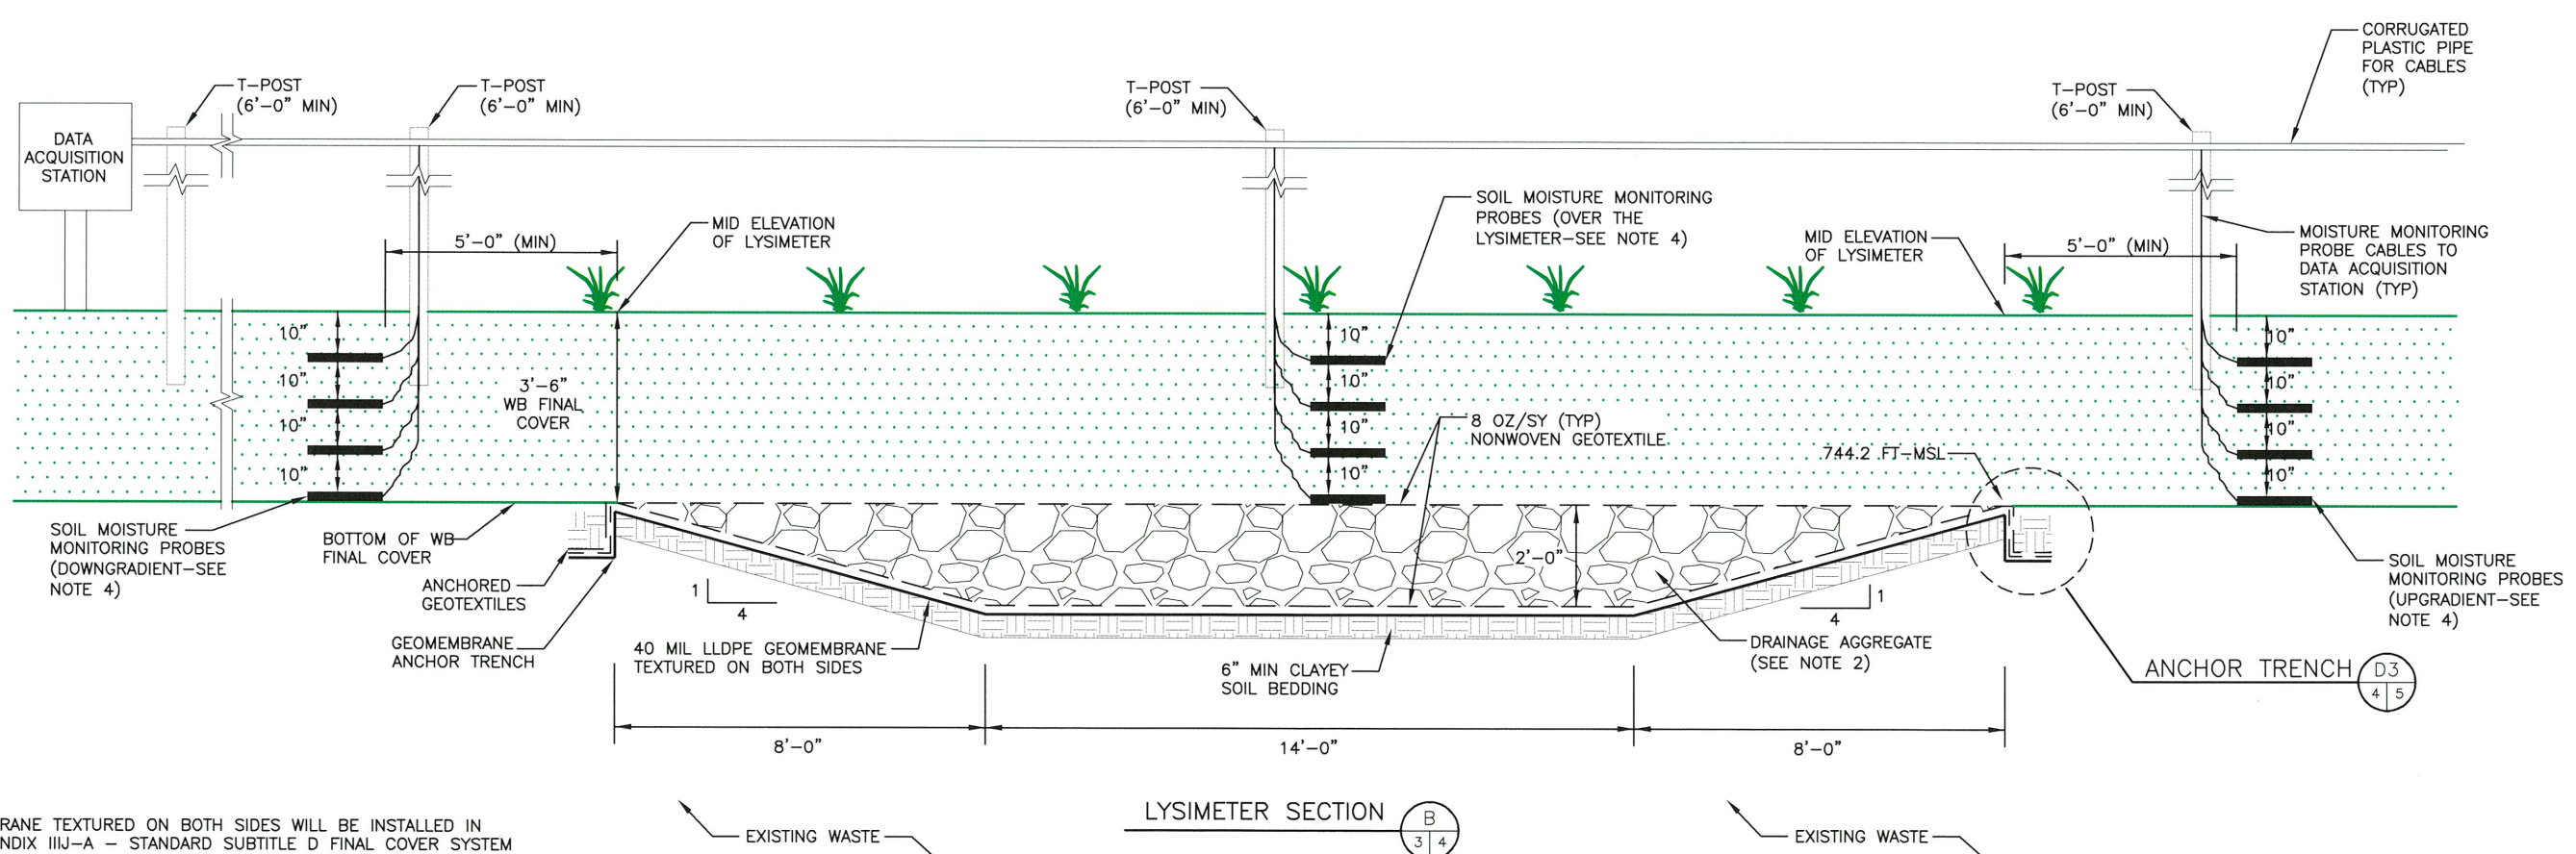 CORRUGATED
PLASTIC PIPE
FOR CABLES
(TYP)
T-POST
(6'-0" MIN)
T-POST
(6'-0" MIN)
T-POST
(6'-0" MIN)
T-POST
(6'-0" MIN)
DATA
ACQUISITION
STATION
SOIL MOISTURE MONITORING
PROBES (OVER THE
LYSIMETER-SEE NOTE 4)
MID ELEVATION
OF LYSIMETER
5'-0" (MIN)
MID ELEVATION
OF LYSIMETER
5'-0" (MIN)
MOISTURE MONITORING
PROBE CABLES TO
DATA ACQUISITION
STATION (TYP)
10"
10"
10"
10"
3'-6"
WB FINAL
COVER
10"
10"
10"
10"
8 OZ/SY (TYP)
NONWOVEN GEOTEXTILE
744.2 FT-MSL
10"
10"
10"
10"
SOIL MOISTURE
MONITORING PROBES
(DOWNGRADIENT-SEE
NOTE 4)
BOTTOM OF WB
FINAL COVER
ANCHORED
GEOTEXTILES
GEOMEMBRANE
ANCHOR TRENCH
1
4
40 MIL LLDPE GEOMEMBRANE
TEXTURED ON BOTH SIDES
6" MIN CLAYEY
SOIL BEDDING
2'-0"
DRAINAGE AGGREGATE
(SEE NOTE 2)
1
4
SOIL MOISTURE
MONITORING PROBES
(UPGRADIENT-SEE
NOTE 4)
ANCHOR TRENCH
D3
4 5
8'-0"
14'-0"
8'-0"
LYSIMETER SECTION
B
3 4
EXISTING WASTE
EXISTING WASTE
RANE TEXTURED ON BOTH SIDES WILL BE INSTALLED IN
NDIX IIIJ-A - STANDARD SUBTITLE D FINAL COVER SYSTEM